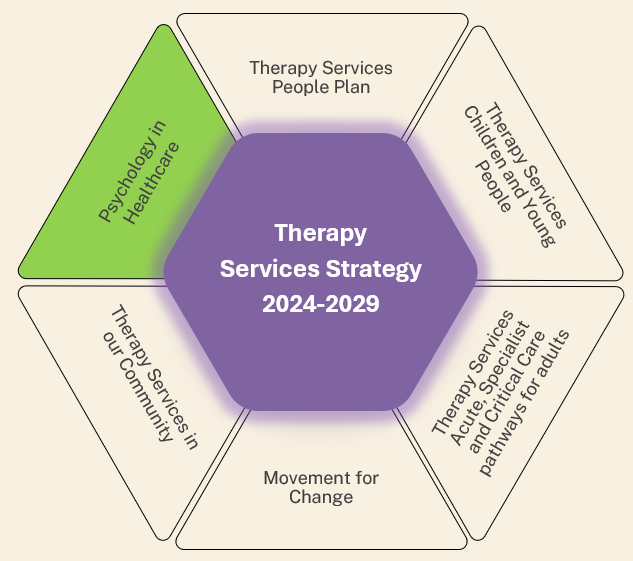 Therapy Services
People Plan
Therapy Services
Children and Young
People
Therapy Services
Acute, Specialist
and Critical Care
pathways for adults
Movement for
Change
Therapy Services in
our Community
Psychology in
Healthcare
Therapy
Services Strategy
2024-2029